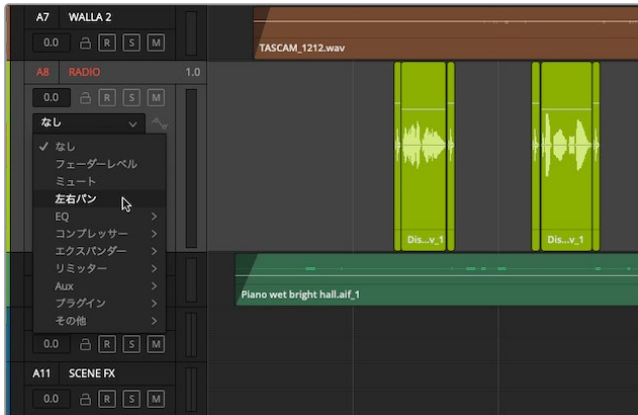 A7 WALLA 2
0.0 R S M
TASCAM_1212.wav
A8 RADIO 1.0
0.0 R S M
なし
なし
フェーダーレベル
ミュート
左右パン
EQ
コンプレッサー
エクスパンダー
リミッター
Aux
プラグイン
その他
Dis...v_1
Dis...v_1
Piano wet bright hall.aif_1
0.0 R S M
A11 SCENE FX
0.0 R S M